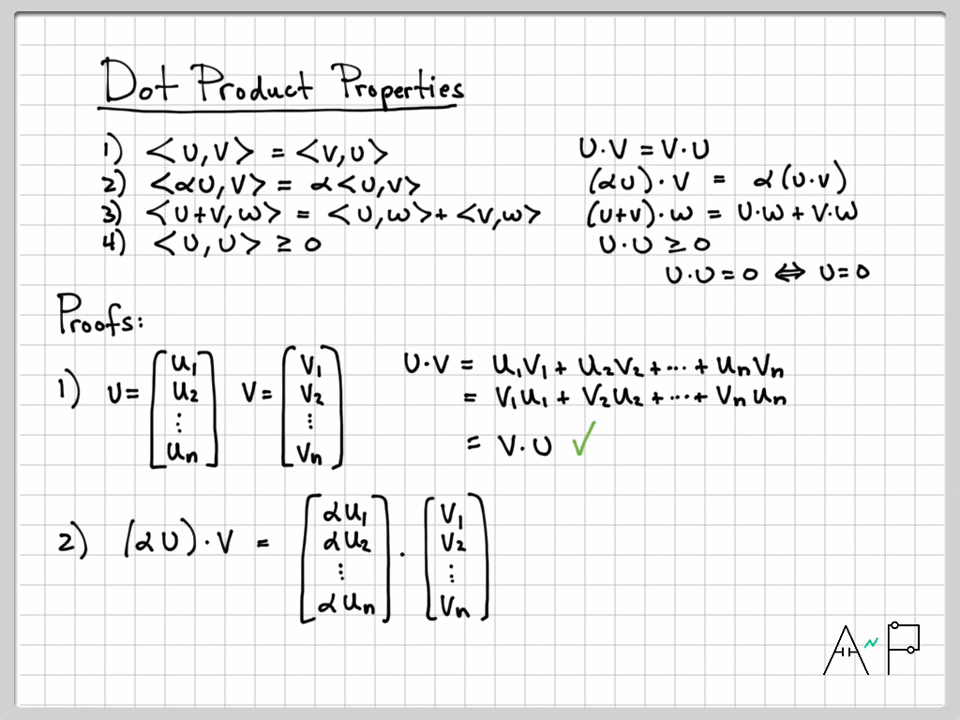 Dot Product Properties
1) <U,V> = <V,U>    U·V = V·U
2) <αU,V> = α<U,V>    (αU)·V = α(U·V)
3) <U+V,W> = <U,W>+<V,W>    (U+V)·W = U·W + V·W
4) <U,U> ≥ 0    U·U ≥ 0
U·U = 0 ⇔ U = 0
Proofs:
1) U = [u₁ u₂ ⋮ uₙ] V = [V₁ V₂ ⋮ Vₙ]    U·V = u₁V₁ + u₂V₂ + ··· + uₙVₙ
= V₁u₁ + V₂u₂ + ··· + Vₙuₙ
= V·U ✓
2) (αU)·V = [αu₁ αu₂ ⋮ αuₙ] · [V₁ V₂ ⋮ Vₙ]
A~P